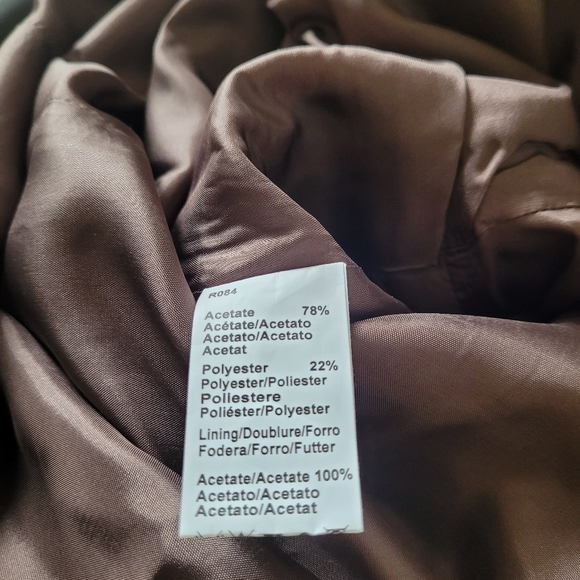 R084
Acetate 78%
Acétate/Acetato
Acetato/Acetato
Acetat
Polyester 22%
Polyester/Poliester
Poliestere
Poliéster/Polyester
Lining/Doublure/Forro
Fodera/Forro/Futter
Acetate/Acetate 100%
Acetato/Acetato
Acetato/Acetat